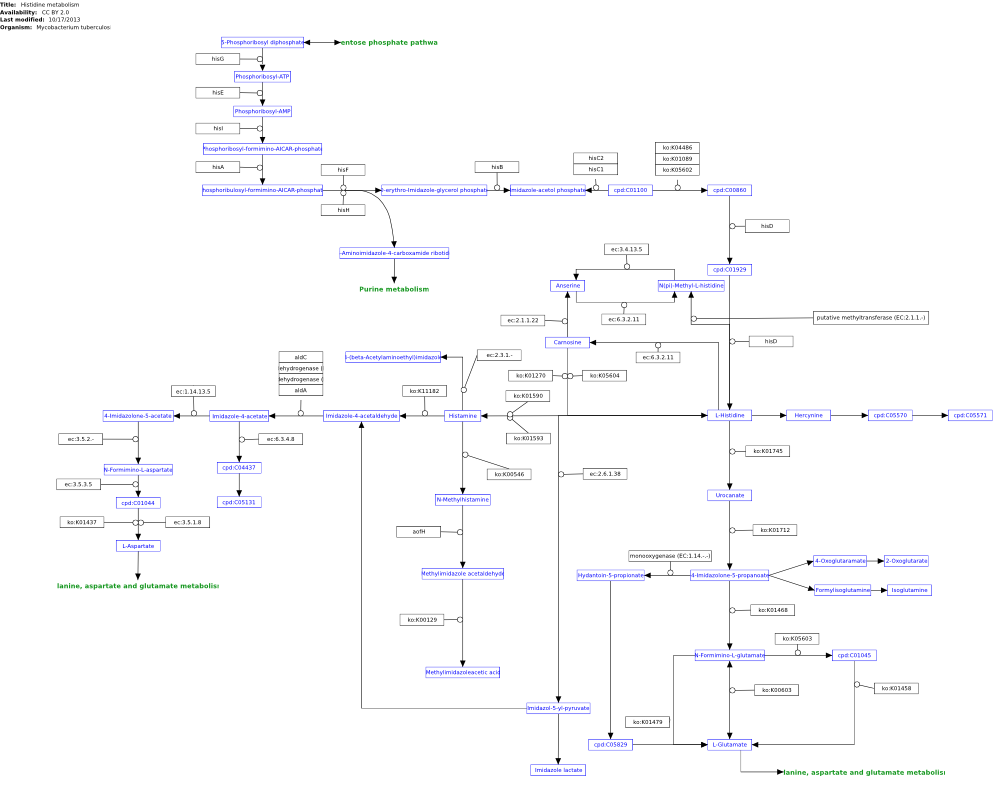 Title: Histidine metabolism
Availability: CC BY 2.0
Last modified: 10/17/2013
Organism: Mycobacterium tuberculosi
5-Phosphoribosyl diphosphate
entose phosphate pathwa
hisG
Phosphoribosyl-ATP
hisE
Phosphoribosyl-AMP
hisI
hosphoribosyl-formimino-AICAR-phosphat
hisA
hosphoribulosyl-formimino-AICAR-phosphat
hisF
hisH
-erythro-Imidazole-glycerol phosphate
hisB
midazole-acetol phosphate
hisC2
hisC1
cpd:C01100
ko:K04486
ko:K01089
ko:K05602
cpd:C00860
hisD
-Aminoimidazole-4-carboxamide ribotid
Purine metabolism
ec:3.4.13.5
cpd:C01929
Anserine
N(pi)-Methyl-L-histidine
ec:2.1.1.22
ec:6.3.2.11
putative methyltransferase (EC:2.1.1.-)
Carnosine
hisD
ec:6.3.2.11
-(beta-Acetylaminoethyl)imidazol
ec:2.3.1.-
aldC
ehydrogenase (
ehydrogenase (
aldA
ko:K01270
ko:K05604
ec:1.14.13.5
ko:K11182
ko:K01590
4-Imidazolone-5-acetate
Imidazole-4-acetate
Imidazole-4-acetaldehyde
Histamine
L-Histidine
Hercynine
cpd:C05570
cpd:C05571
ec:3.5.2.-
ec:6.3.4.8
ko:K01593
ko:K01745
N-Formimino-L-aspartate
cpd:C04437
ko:K00546
ec:2.6.1.38
ec:3.5.3.5
cpd:C01044
cpd:C05131
N-Methylhistamine
Urocanate
ko:K01437
ec:3.5.1.8
aofH
ko:K01712
L-Aspartate
monooxygenase (EC:1.14.-.-)
4-Oxoglutaramate
2-Oxoglutarate
Methylimidazole acetaldehyd
Hydantoin-5-propionate
4-Imidazolone-5-propanoate
lanine, aspartate and glutamate metabolis
Formylisoglutamine
Isoglutamine
ko:K00129
ko:K01468
ko:K05603
N-Formimino-L-glutamate
cpd:C01045
Methylimidazoleacetic acid
ko:K00603
ko:K01458
Imidazol-5-yl-pyruvate
ko:K01479
cpd:C05829
L-Glutamate
Imidazole lactate
lanine, aspartate and glutamate metabolis